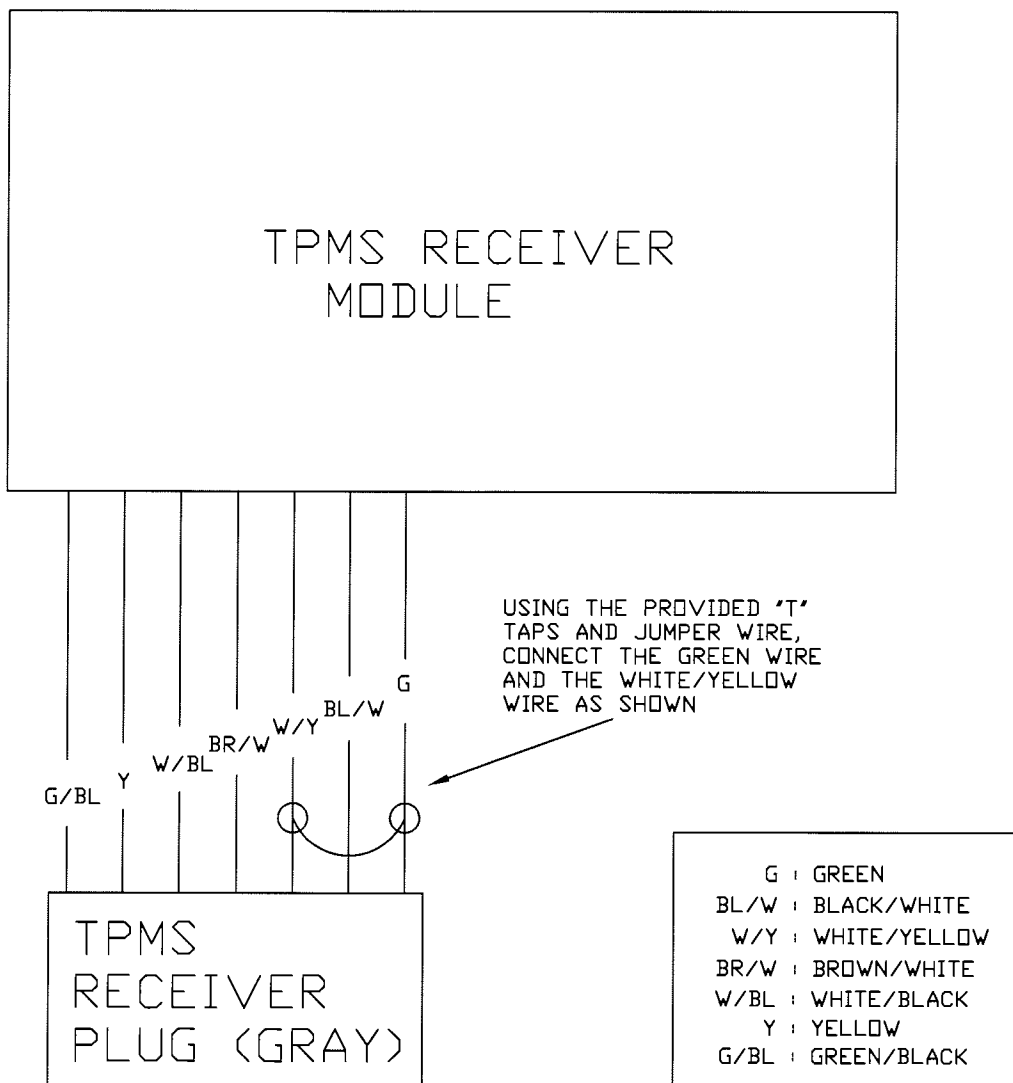 TPMS RECEIVER
MODULE
USING THE PROVIDED "T"
TAPS AND JUMPER WIRE,
CONNECT THE GREEN WIRE
AND THE WHITE/YELLOW
WIRE AS SHOWN
G/BL
Y
W/BL
BR/W
W/Y
BL/W
G
TPMS
RECEIVER
PLUG (GRAY)
G : GREEN
BL/W : BLACK/WHITE
W/Y : WHITE/YELLOW
BR/W : BROWN/WHITE
W/BL : WHITE/BLACK
Y : YELLOW
G/BL : GREEN/BLACK